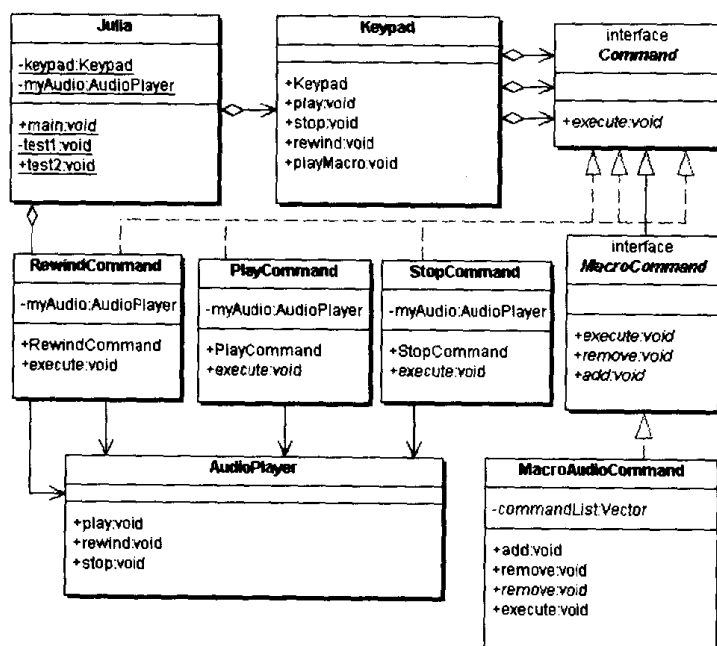 Julia
-keypad:Keypad
-myAudio:AudioPlayer
+main:void
-test1:void
+test2:void
Keypad
+Keypad
+play:void
+stop:void
+rewind:void
+playMacro:void
interface
Command
+execute:void
RewindCommand
-myAudio:AudioPlayer
+RewindCommand
+execute:void
PlayCommand
-myAudio:AudioPlayer
+PlayCommand
+execute:void
StopCommand
-myAudio:AudioPlayer
+StopCommand
+execute:void
interface
MacroCommand
+execute:void
+remove:void
+add:void
AudioPlayer
+play:void
+rewind:void
+stop:void
MacroAudioCommand
-commandList:Vector
+add:void
+remove:void
+remove:void
+execute:void